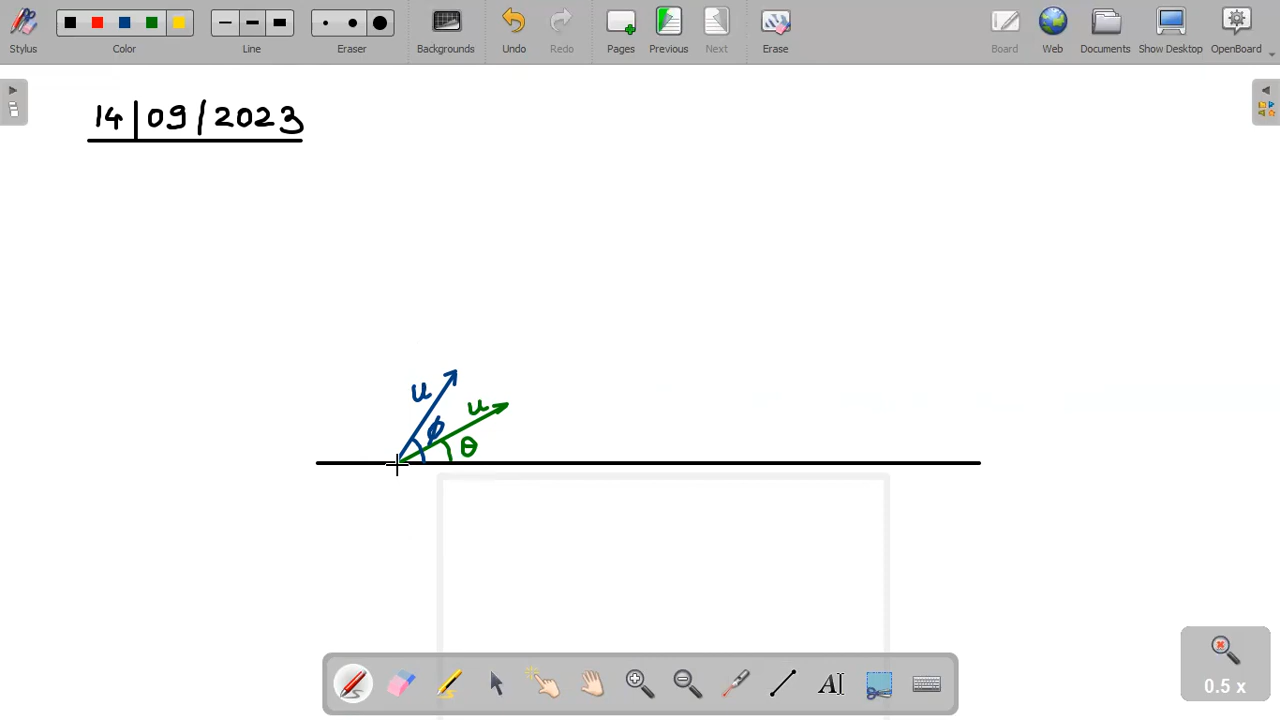 Stylus Color Line Eraser Backgrounds Undo Redo Pages Previous Next Erase Board Web Documents Show Desktop OpenBoard
14|09/2023
u
u
ϕ
θ
AI
0.5 x